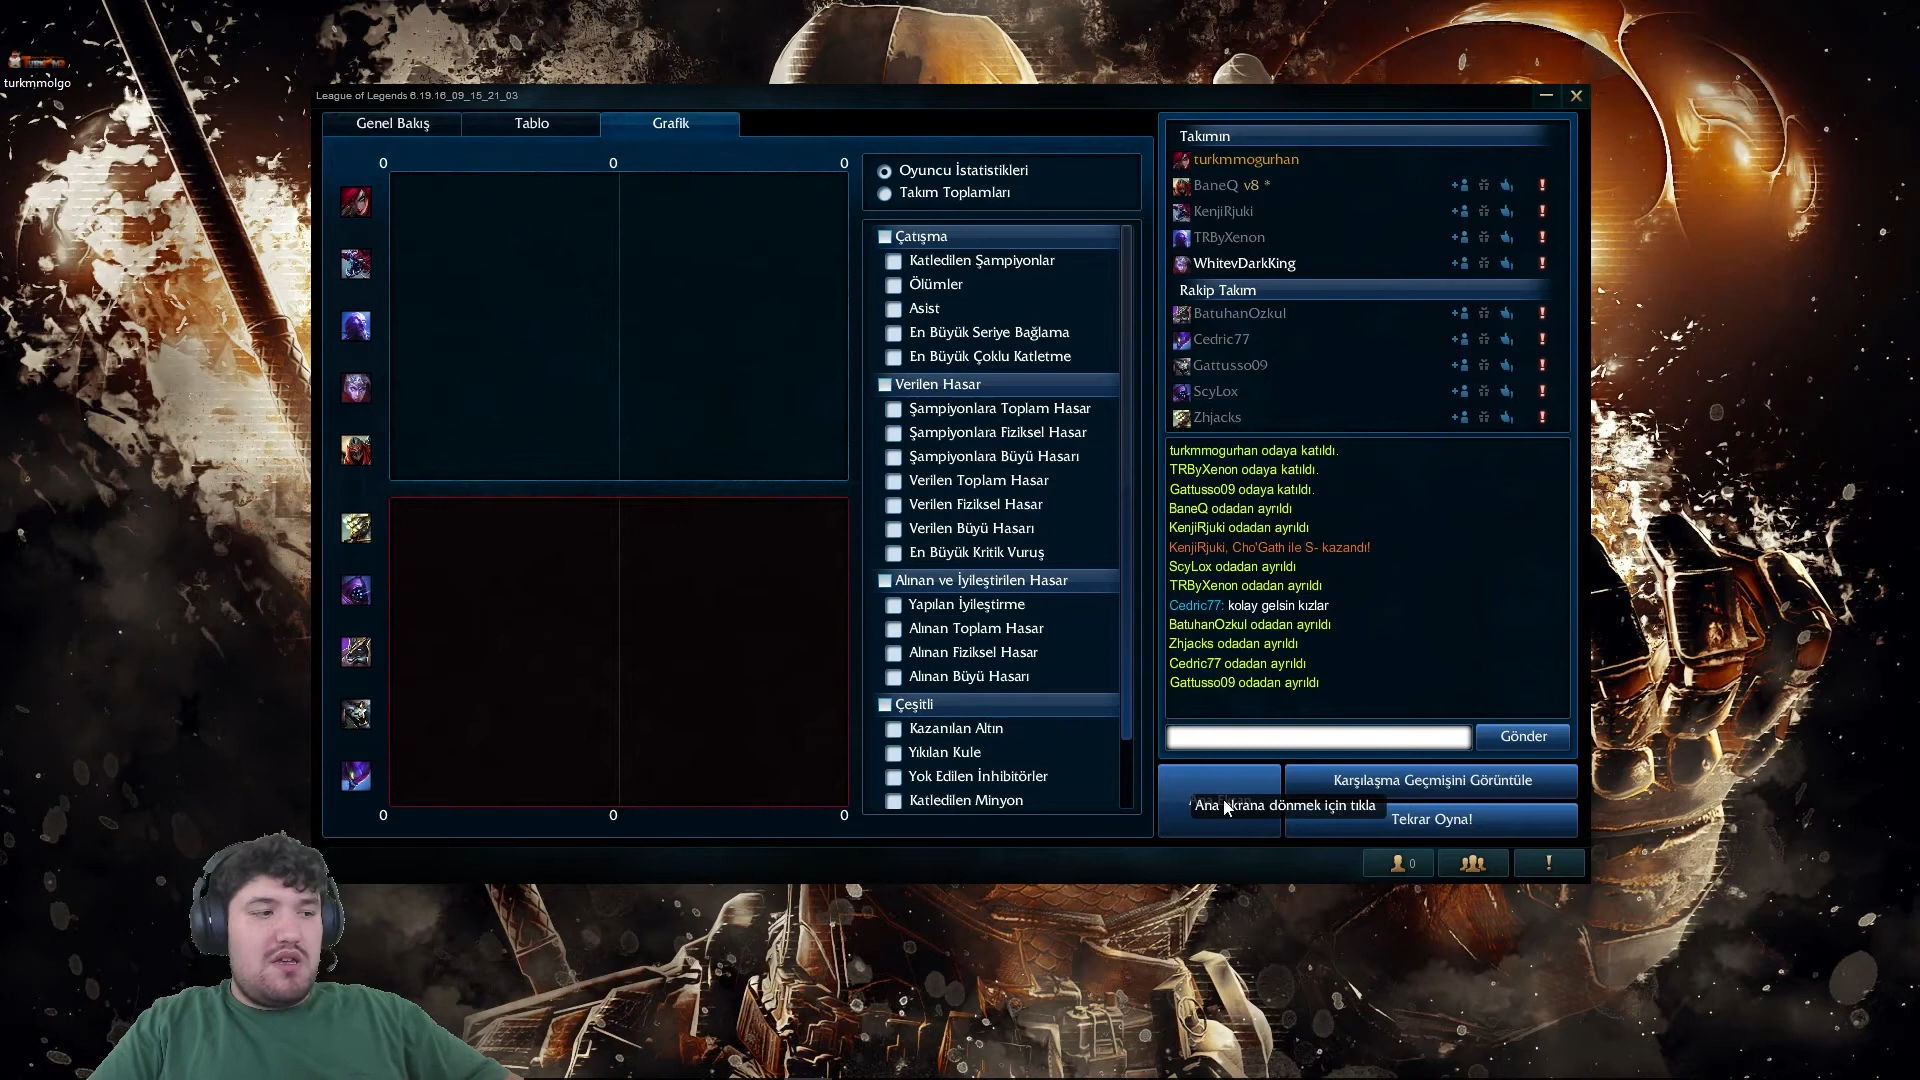 turkmmolgo
League of Legends 6.19.16_09_15_21_03
Genel Bakış
Tablo
Grafik
0
0
0
0
0
0
Oyuncu İstatistikleri
Takım Toplamları
Çatışma
Katledilen Şampiyonlar
Ölümler
Asist
En Büyük Seriye Bağlama
En Büyük Çoklu Katletme
Verilen Hasar
Şampiyonlara Toplam Hasar
Şampiyonlara Fiziksel Hasar
Şampiyonlara Büyü Hasarı
Verilen Toplam Hasar
Verilen Fiziksel Hasar
Verilen Büyü Hasarı
En Büyük Kritik Vuruş
Alınan ve İyileştirilen Hasar
Yapılan İyileştirme
Alınan Toplam Hasar
Alınan Fiziksel Hasar
Alınan Büyü Hasarı
Çeşitli
Kazanılan Altın
Yıkılan Kule
Yok Edilen İnhibitörler
Katledilen Minyon
Takımın
turkmmogurhan
BaneQ v8 *
KenjiRjuki
TRByXenon
WhitevDarkKing
Rakip Takım
BatuhanOzkul
Cedric77
Gattusso09
ScyLox
Zhjacks
turkmmogurhan odaya katıldı.
TRByXenon odaya katıldı.
Gattusso09 odaya katıldı.
BaneQ odadan ayrıldı
KenjiRjuki odadan ayrıldı
KenjiRjuki, Cho'Gath ile S- kazandı!
ScyLox odadan ayrıldı
TRByXenon odadan ayrıldı
Cedric77: kolay gelsin kızlar
BatuhanOzkul odadan ayrıldı
Zhjacks odadan ayrıldı
Cedric77 odadan ayrıldı
Gattusso09 odadan ayrıldı
Gönder
Karşılaşma Geçmişini Görüntüle
Ana ekrana dönmek için tıkla
Tekrar Oyna!
0